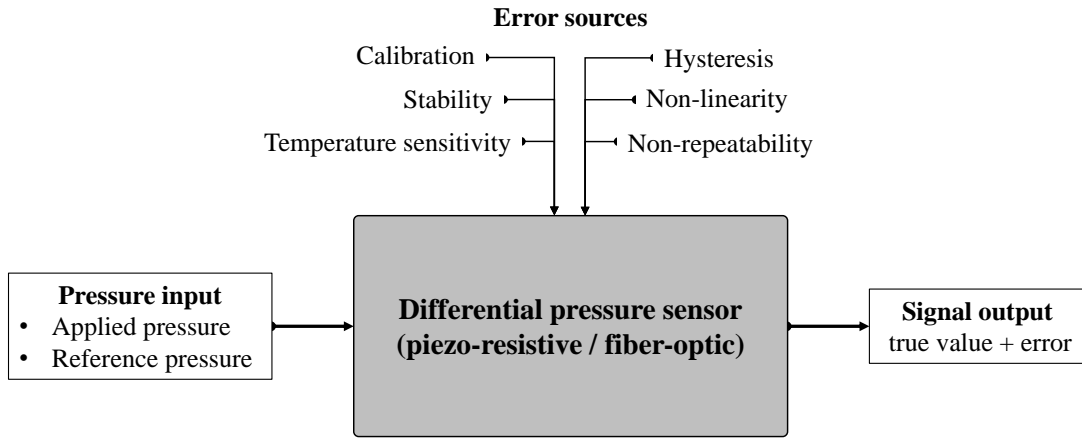 Error sources
Calibration
Stability
Temperature sensitivity
Hysteresis
Non-linearity
Non-repeatability
Pressure input
• Applied pressure
• Reference pressure
Differential pressure sensor
(piezo-resistive / fiber-optic)
Signal output
true value + error